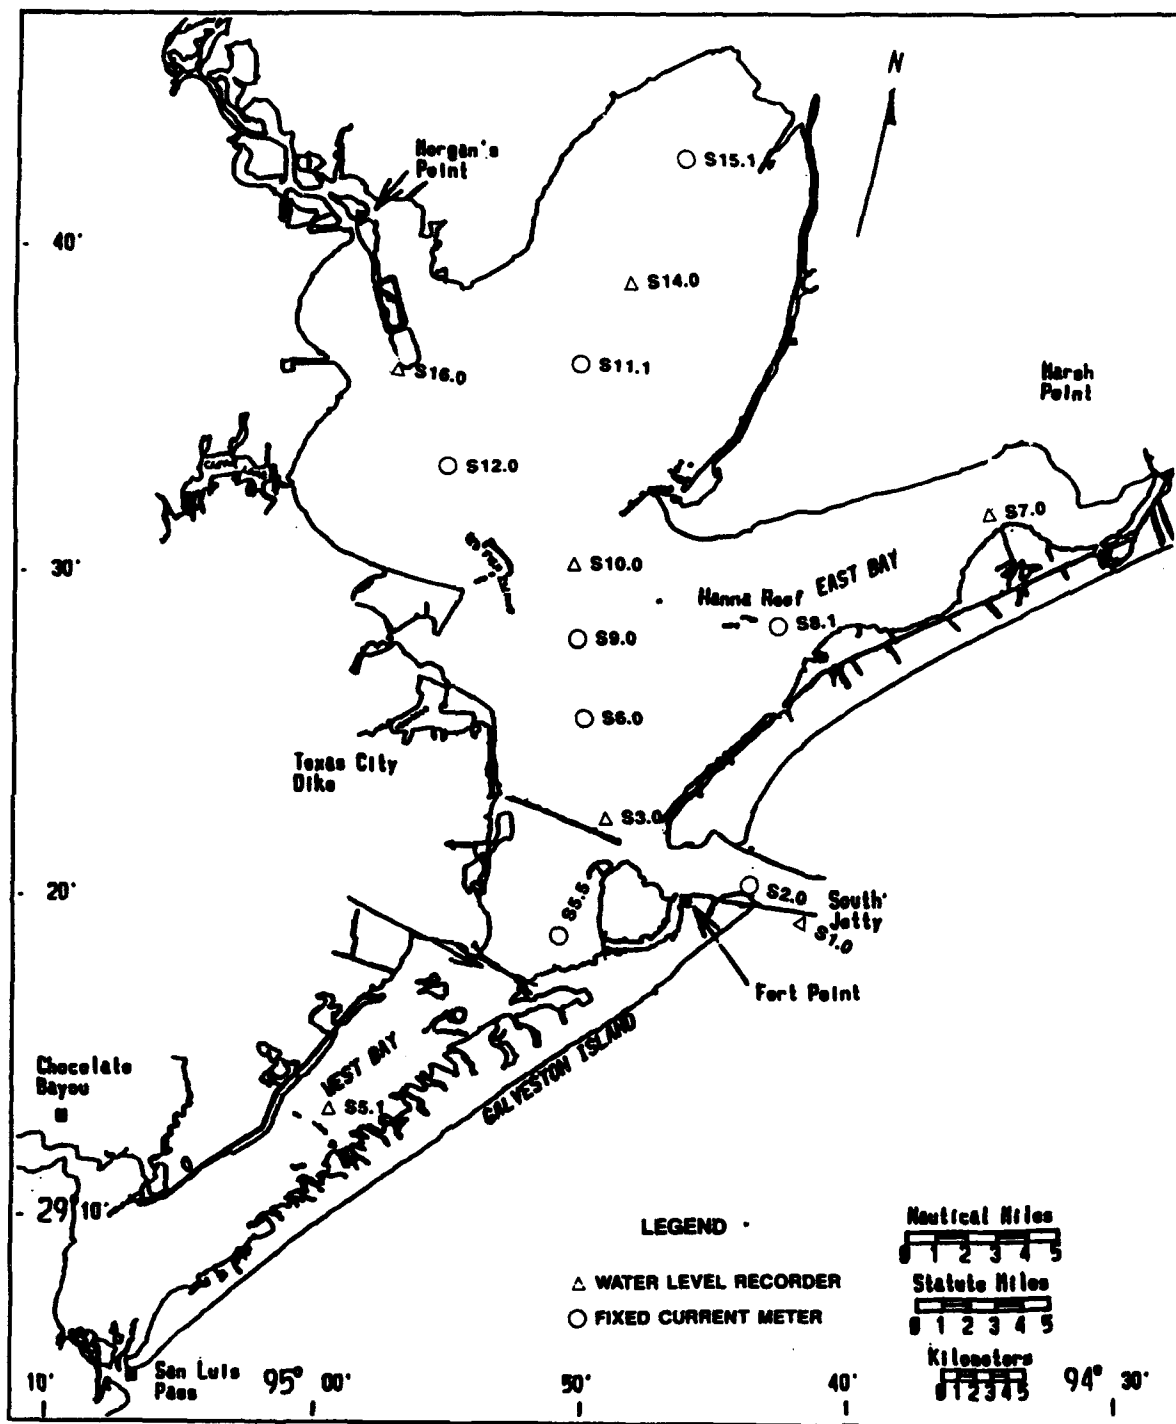 N
Morgan's
Point
S15.1
40'
S14.0
S11.1
S16.0
Marsh
Point
S12.0
S7.0
30'
S10.0
EAST BAY
Hanna Reef
S8.1
S9.0
S6.0
Texas City
Dike
S3.0
20'
S5.5
S2.0
South
Jetty
S1.0
Fort Point
WEST BAY
GALVESTON ISLAND
Chocolate
Bayou
S5.1
29° 10'
LEGEND
△ WATER LEVEL RECORDER
○ FIXED CURRENT METER
Nautical Miles
0 1 2 3 4 5
Statute Miles
0 1 2 3 4 5
Kilometers
0 1 2 3 4 5
San Luis
Pass
10' 95° 00' 50' 40' 94° 30'